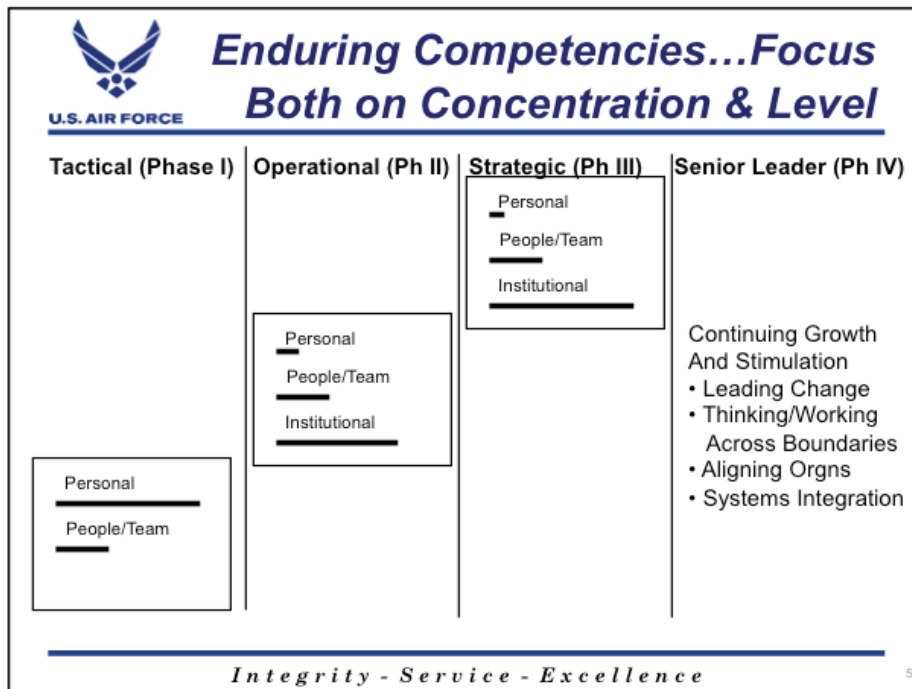 Enduring Competencies...Focus
Both on Concentration & Level
U.S. AIR FORCE
Tactical (Phase I)
Personal
People/Team
Operational (Ph II)
Personal
People/Team
Institutional
Strategic (Ph III)
Personal
People/Team
Institutional
Senior Leader (Ph IV)
Continuing Growth
And Stimulation
• Leading Change
• Thinking/Working
Across Boundaries
• Aligning Orgns
• Systems Integration
Integrity - Service - Excellence
5